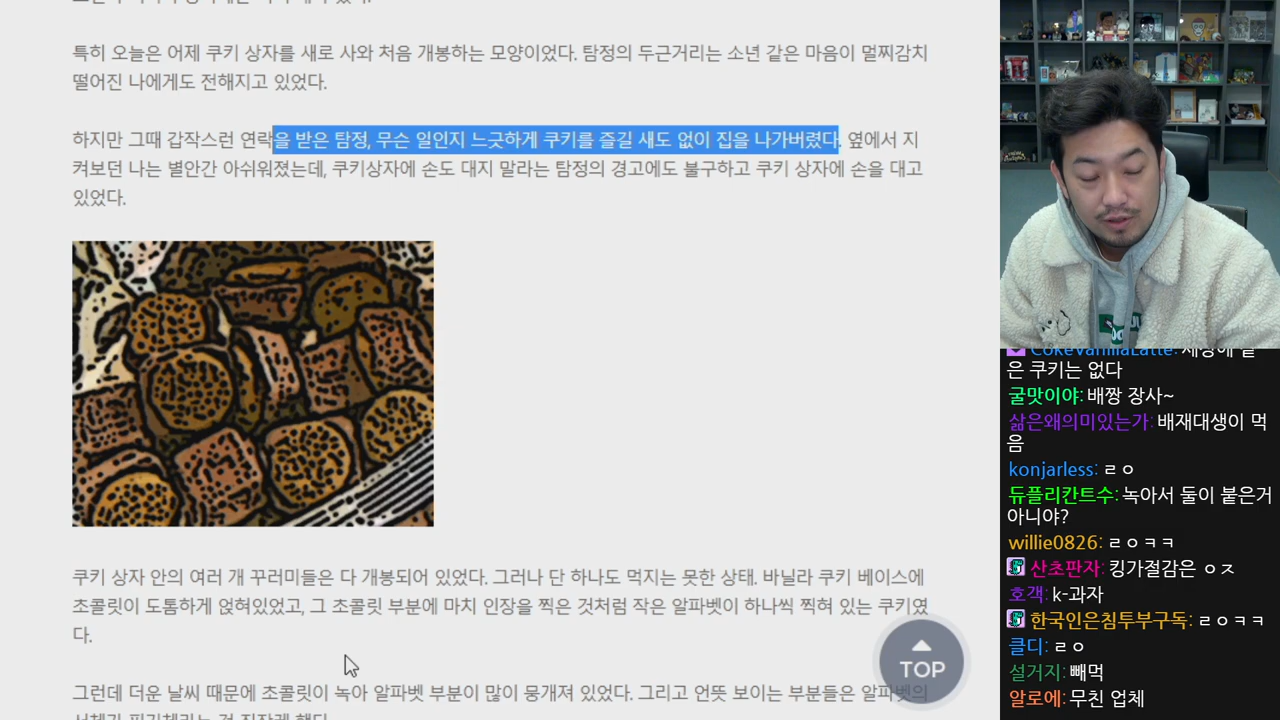 특히 오늘은 어제 쿠키 상자를 새로 사와 처음 개봉하는 모양이었다. 탐정의 두근거리는 소년 같은 마음이 멀찌감치
떨어진 나에게도 전해지고 있었다.
하지만 그때 갑작스런 연락을 받은 탐정, 무슨 일인지 느긋하게 쿠키를 즐길 새도 없이 집을 나가버렸다. 옆에서 지
켜보던 나는 별안간 아쉬워졌는데, 쿠키상자에 손도 대지 말라는 탐정의 경고에도 불구하고 쿠키 상자에 손을 대고
있었다.
쿠키 상자 안의 여러 개 꾸러미들은 다 개봉되어 있었다. 그러나 단 하나도 먹지는 못한 상태. 바닐라 쿠키 베이스에
초콜릿이 도톰하게 얹혀있었고, 그 초콜릿 부분에 마치 인장을 찍은 것처럼 작은 알파벳이 하나씩 찍혀 있는 쿠키였
다.
그런데 더운 날씨 때문에 초콜릿이 녹아 알파벳 부분이 많이 뭉개져 있었다. 그리고 언뜻 보이는 부분들은 알파벳의
TOP
CokeVanillaLatte: 세상에 같
은 쿠키는 없다
굴맛이야: 배짱 장사~
삶은왜의미있는가: 배재대생이 먹
음
konjarless: ㄹㅇ
듀플리칸트수: 녹아서 둘이 붙은거
아니야?
willie0826: ㄹㅇㅋㅋ
산초판자: 킹가절감은 ㅇㅈ
호객: k-과자
한국인은침투부구독: ㄹㅇㅋㅋ
클디: ㄹㅇ
설거지: 빼먹
알로에: 무친 업체